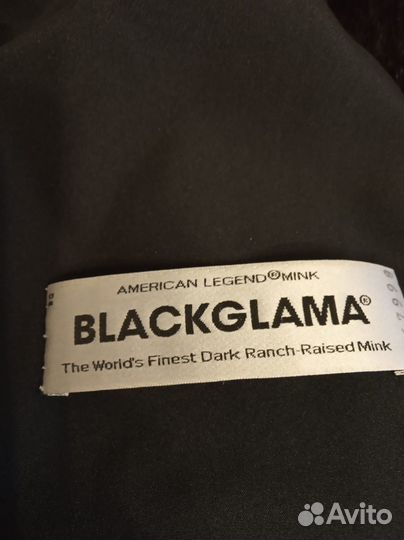 AMERICAN LEGEND®MINK
BLACKGLAMA®
The World's Finest Dark Ranch-Raised Mink
Avito